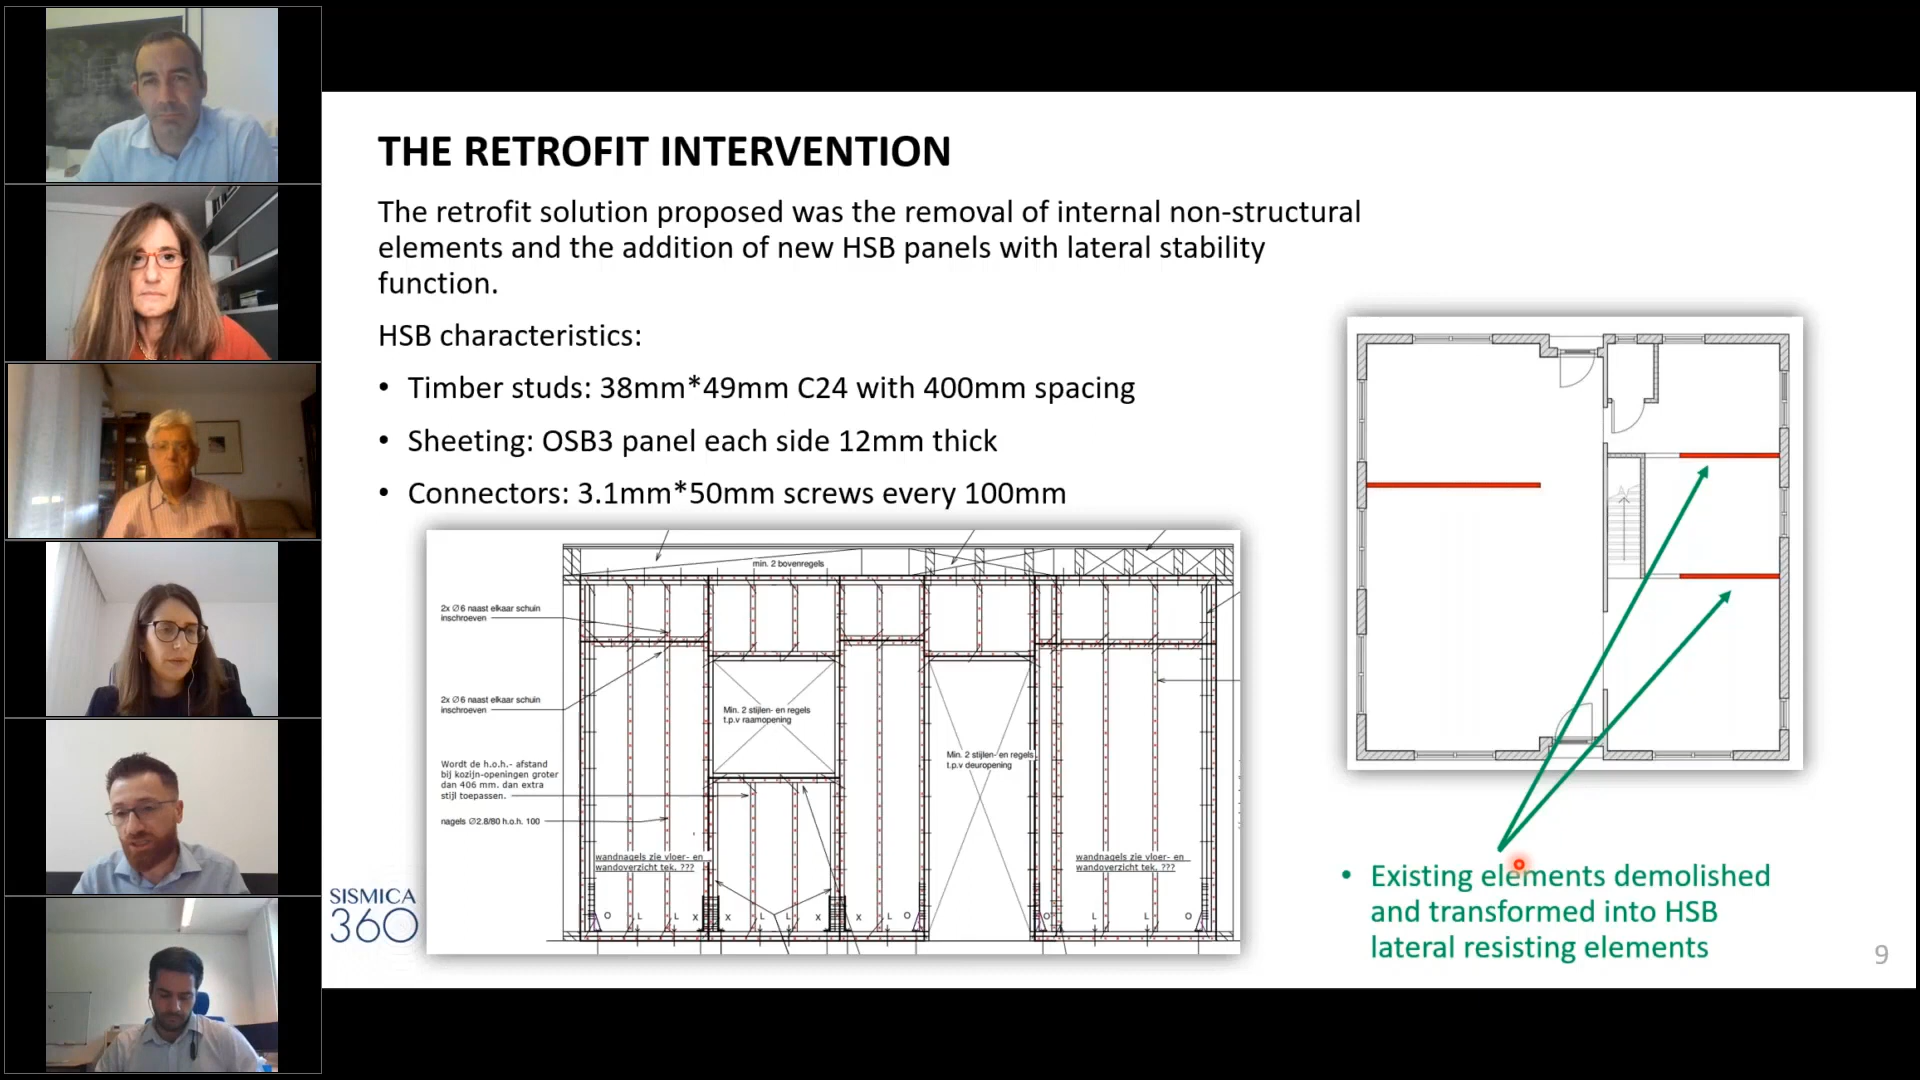 THE RETROFIT INTERVENTION
The retrofit solution proposed was the removal of internal non-structural
elements and the addition of new HSB panels with lateral stability
function.
HSB characteristics:
• Timber studs: 38mm*49mm C24 with 400mm spacing
• Sheeting: OSB3 panel each side 12mm thick
• Connectors: 3.1mm*50mm screws every 100mm
min. 2 bovenregels
2x Ø6 naast elkaar schuin
inschroeven
2x Ø6 naast elkaar schuin
inschroeven
Min. 2 stijlen- en regels
t.p.v raamopening
Min. 2 stijlen- en regels
t.p.v deuropening
Wordt de h.o.h.- afstand
bij kozijn-openingen groter
dan 406 mm. dan extra
stijl toepassen.
nagels Ø2.8/80 h.o.h. 100
wandnagels zie vloer- en
wandoverzicht tek. ???
wandnagels zie vloer- en
wandoverzicht tek. ???
O L L X X L L X X L O O L L O
SISMICA
360
• Existing elements demolished
and transformed into HSB
lateral resisting elements
9